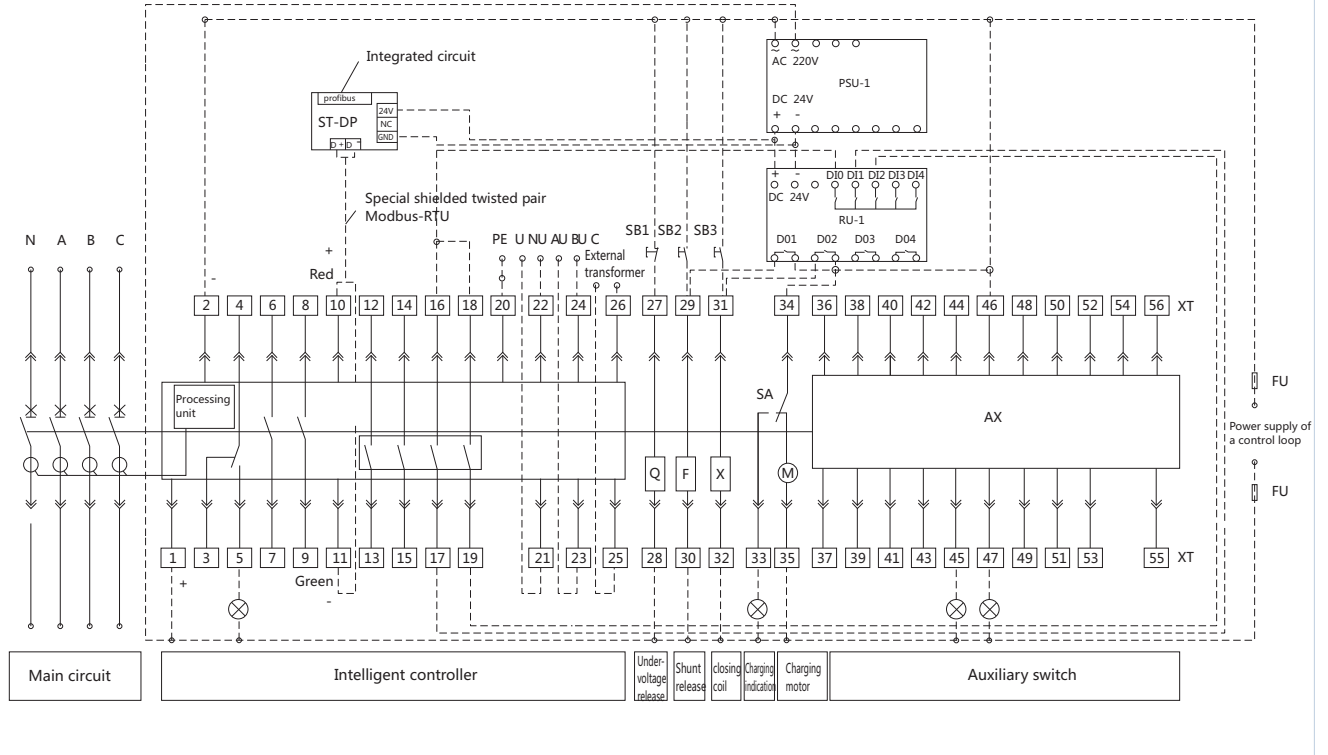 Integrated circuit
profibus
ST-DP
24V
NC
GND
D + D -
AC 220V
PSU-1
DC 24V
+ -
Special shielded twisted pair
Modbus-RTU
+ -
DI0 DI1 DI2 DI3 DI4
DC 24V
RU-1
D01 D02 D03 D04
N A B C
+
Red
-
PE U NU AU BU C
External
transformer
SB1 SB2 SB3
2 4 6 8 10 12 14 16 18 20 22 24 26 27 29 31 34 36 38 40 42 44 46 48 50 52 54 56 XT
Processing
unit
SA
AX
FU
Power supply of
a control loop
FU
Q F X M
1 3 5 7 9 11 13 15 17 19 21 23 25 28 30 32 33 35 37 39 41 43 45 47 49 51 53 55 XT
+
Green
-
Main circuit
Intelligent controller
Under-
voltage
release
Shunt
release
closing
coil
Charging
indication
Charging
motor
Auxiliary switch